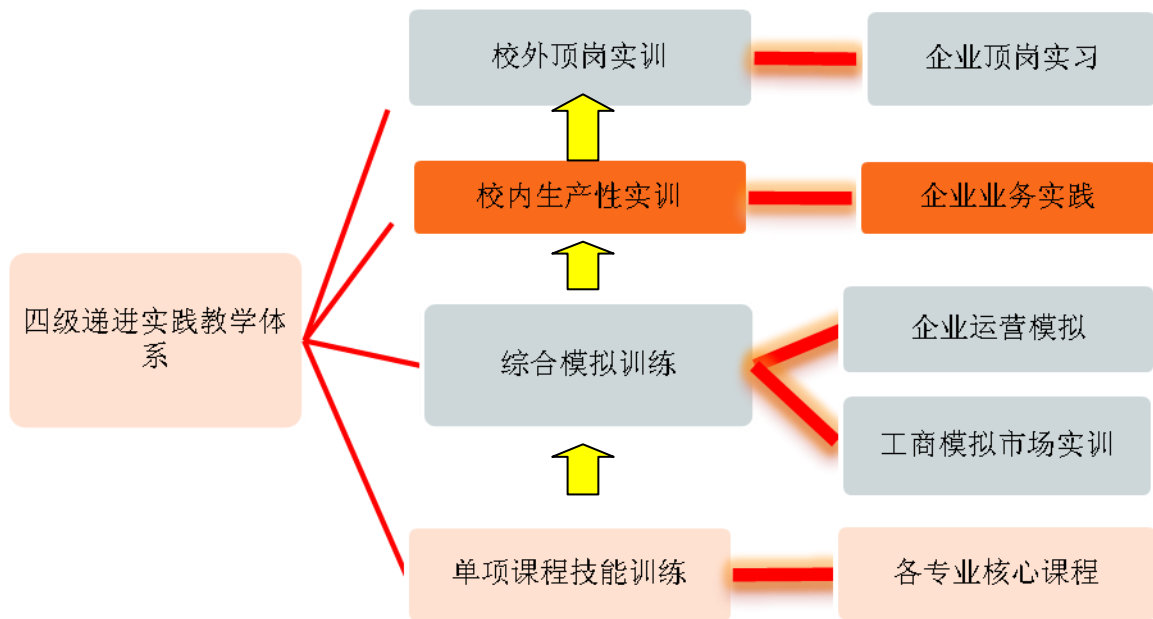 校外顶岗实训
企业顶岗实习
校内生产性实训
企业业务实践
四级递进实践教学体
系
综合模拟训练
企业运营模拟
工商模拟市场实训
单项课程技能训练
各专业核心课程